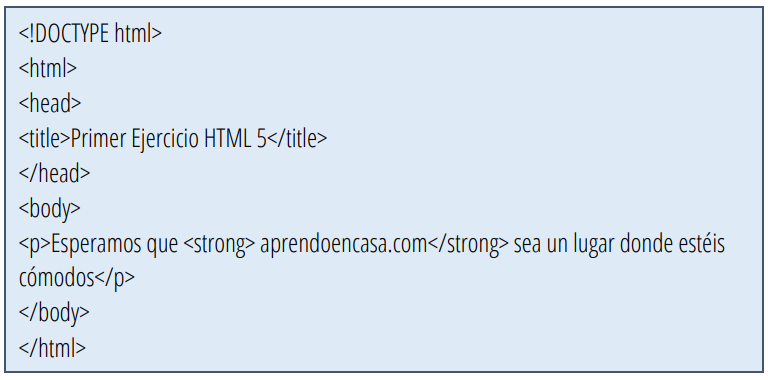 <!DOCTYPE html>
<html>
<head>
<title>Primer Ejercicio HTML 5</title>
</head>
<body>
<p>Esperamos que <strong> aprendoencasa.com</strong> sea un lugar donde estéis
cómodos</p>
</body>
</html>